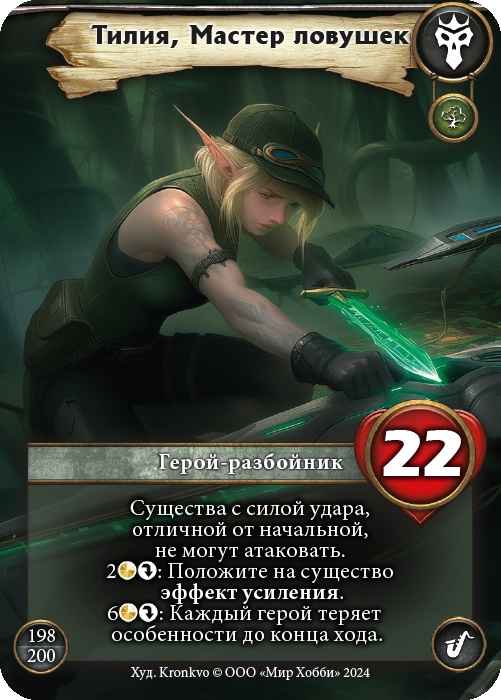 Тилия, Мастер ловушек
Герой-разбойник
22
Существа с силой удара,
отличной от начальной,
не могут атаковать.
2: Положите на существо
эффект усиления.
6: Каждый герой теряет
особенности до конца хода.
198
200
Худ. Kronkvo © ООО «Мир Хобби» 2024